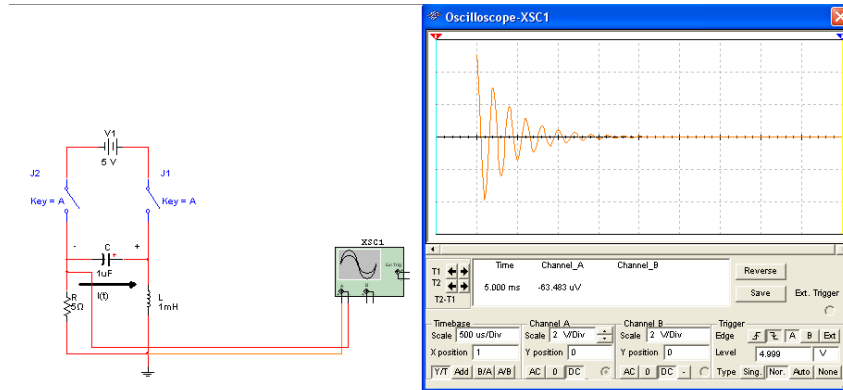 Oscilloscope-XSC1
V1
5 V
J2
J1
Key = A
Key = A
- C +
1uF
I(t)
R
5Ω
L
1mH
XSC1
Ext Trig
A B
T1
T2
T2-T1
Time Channel_A Channel_B
5.000 ms -63.483 uV
Reverse
Save
Ext. Trigger
Timebase
Scale 500 us/Div
X position 1
Y/T Add B/A A/B
Channel A
Scale 2 V/Div
Y position 0
AC 0 DC
Channel B
Scale 2 V/Div
Y position 0
AC 0 DC -
Trigger
Edge A B Ext
Level 4.999 V
Type Sing. Nor. Auto None